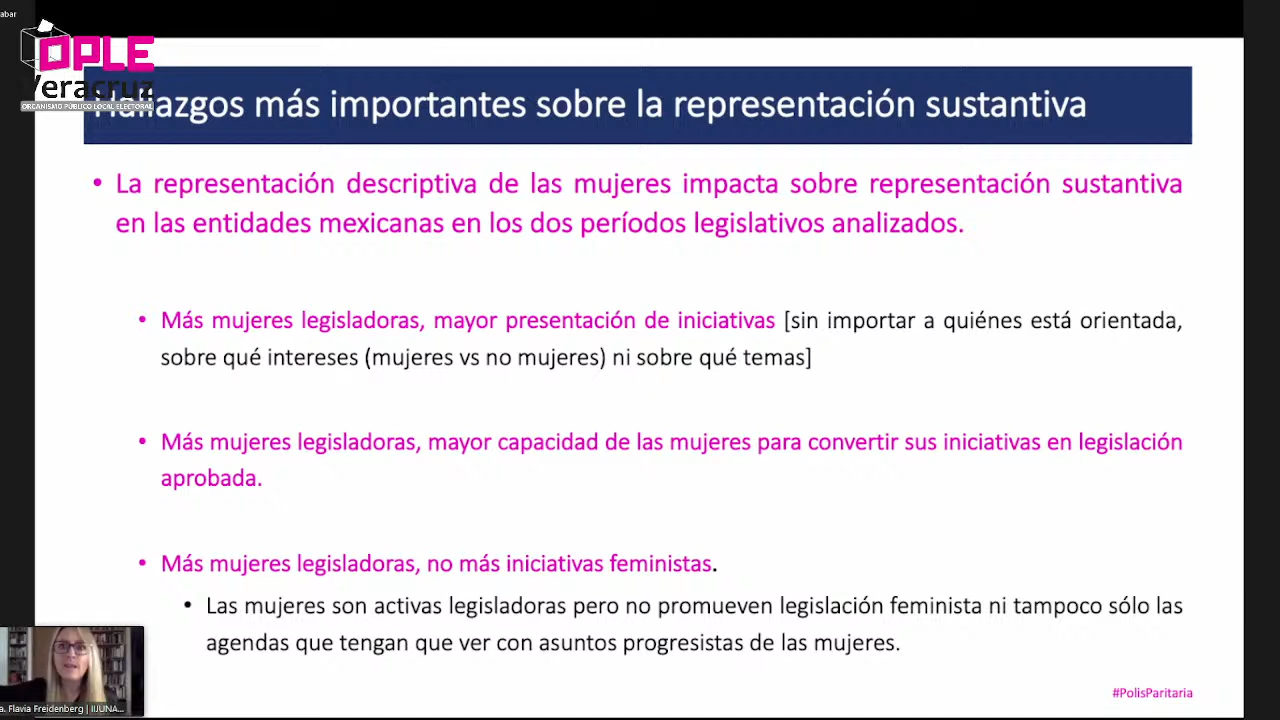 abar
OPLE
Veracruz
ORGANISMO PÚBLICO LOCAL ELECTORAL
Hallazgos más importantes sobre la representación sustantiva
• La representación descriptiva de las mujeres impacta sobre representación sustantiva
en las entidades mexicanas en los dos períodos legislativos analizados.
• Más mujeres legisladoras, mayor presentación de iniciativas [sin importar a quiénes está orientada,
sobre qué intereses (mujeres vs no mujeres) ni sobre qué temas]
• Más mujeres legisladoras, mayor capacidad de las mujeres para convertir sus iniciativas en legislación
aprobada.
• Más mujeres legisladoras, no más iniciativas feministas.
• Las mujeres son activas legisladoras pero no promueven legislación feminista ni tampoco sólo las
agendas que tengan que ver con asuntos progresistas de las mujeres.
a. Flavia Freidenberg | IIJUNA...
#PolisParitaria